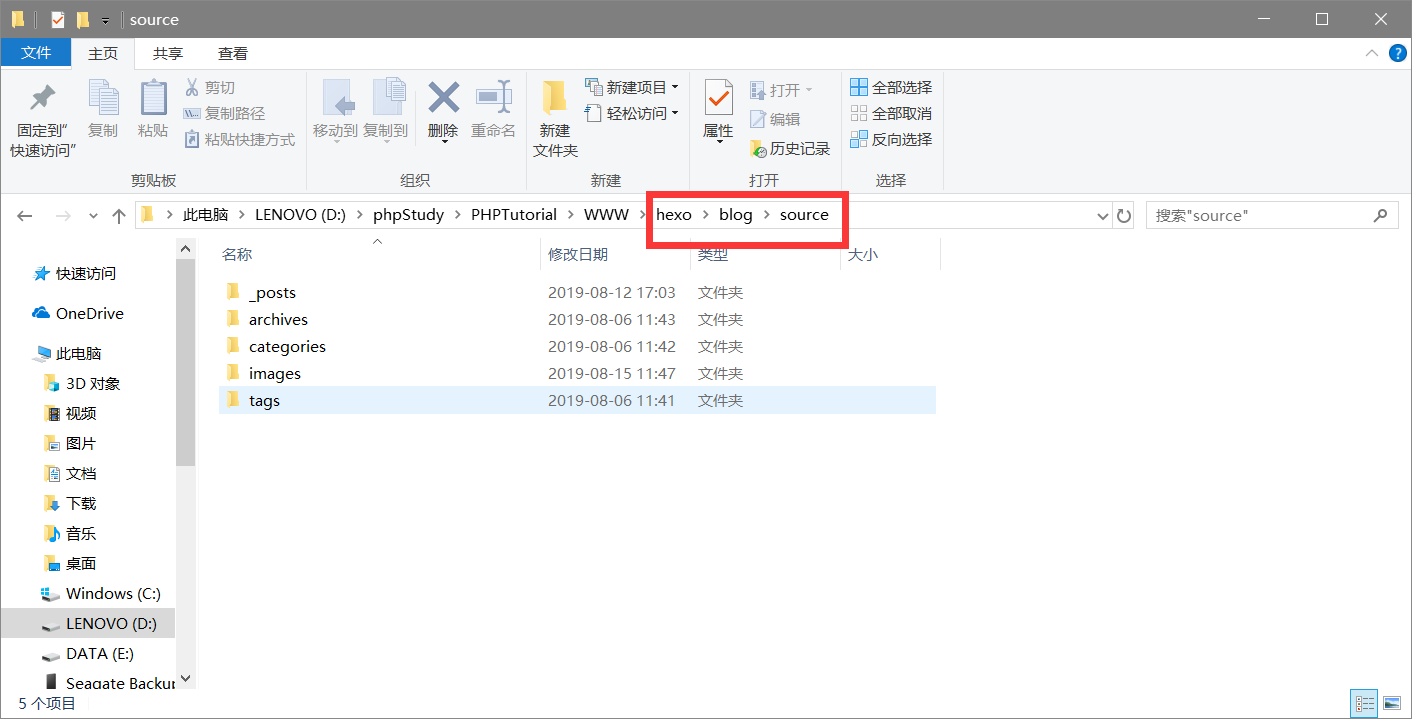 source
文件 主页 共享 查看
固定到"快速访问"
复制
粘贴
剪切
复制路径
粘贴快捷方式
剪贴板
移动到 复制到 删除 重命名
组织
新建文件夹
新建项目
轻松访问
新建
属性
打开
编辑
历史记录
打开
全部选择
全部取消
反向选择
选择
此电脑 LENOVO (D:) phpStudy PHPTutorial WWW hexo blog source
搜索"source"
名称 修改日期 类型 大小
_posts 2019-08-12 17:03 文件夹
archives 2019-08-06 11:43 文件夹
categories 2019-08-06 11:42 文件夹
images 2019-08-15 11:47 文件夹
tags 2019-08-06 11:41 文件夹
快速访问
OneDrive
此电脑
3D 对象
视频
图片
文档
下载
音乐
桌面
Windows (C:)
LENOVO (D:)
DATA (E:)
Seagate Backup
5 个项目